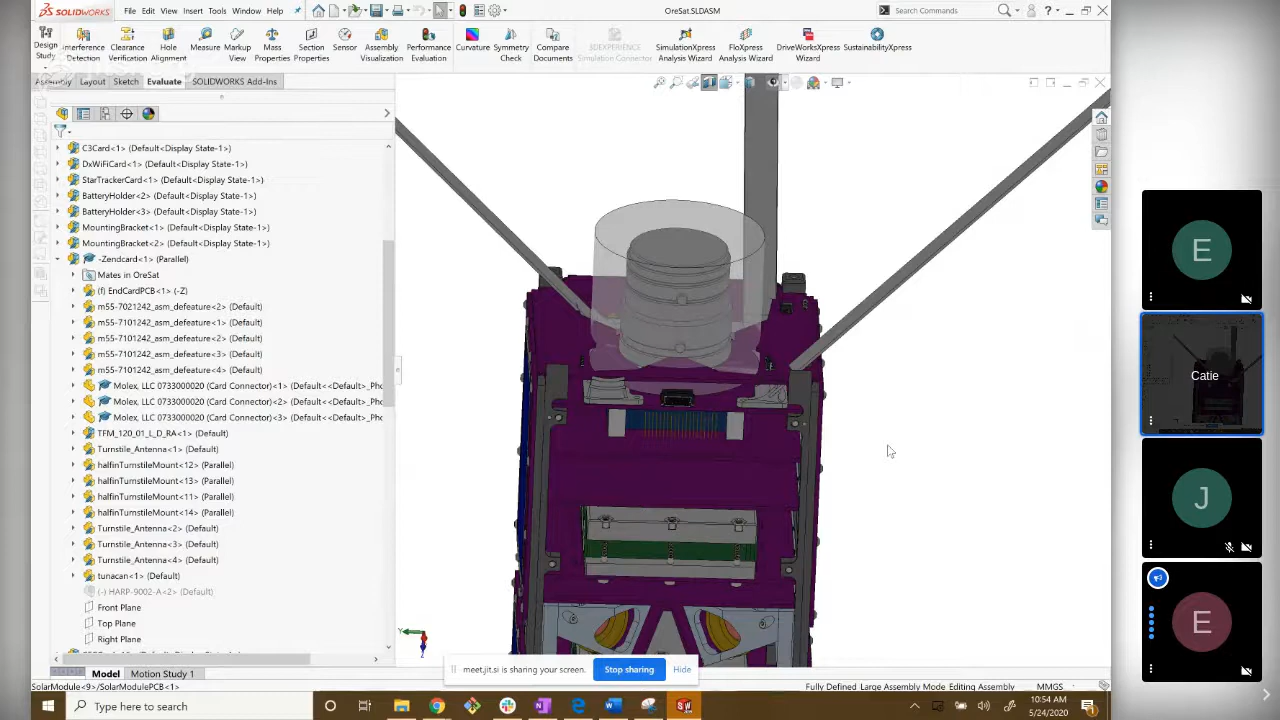 SOLIDWORKS File Edit View Insert Tools Window Help OreSat.SLDASM Search Commands
Design Study
Interference Detection
Clearance Verification
Hole Alignment
Measure
Markup View
Mass Properties
Section Properties
Sensor
Assembly Visualization
Performance Evaluation
Curvature
Symmetry Check
Compare Documents
3DEXPERIENCE Simulation Connector
SimulationXpress Analysis Wizard
FloXpress Analysis Wizard
DriveWorksXpress Wizard
SustainabilityXpress
Assembly Layout Sketch Evaluate SOLIDWORKS Add-Ins
C3Card<1> (Default<Display State-1>)
DxWiFiCard<1> (Default<Display State-1>)
StarTrackerCard<1> (Default<Display State-1>)
BatteryHolder<2> (Default<Display State-1>)
BatteryHolder<3> (Default<Display State-1>)
MountingBracket<1> (Default<Display State-1>)
MountingBracket<2> (Default<Display State-1>)
-Zendcard<1> (Parallel)
Mates in OreSat
(f) EndCardPCB<1> (-Z)
m55-7021242_asm_defeature<2> (Default)
m55-7101242_asm_defeature<1> (Default)
m55-7101242_asm_defeature<2> (Default)
m55-7101242_asm_defeature<3> (Default)
m55-7101242_asm_defeature<4> (Default)
Molex, LLC 0733000020 (Card Connector)<1> (Default<<Default>_Pho
Molex, LLC 0733000020 (Card Connector)<2> (Default<<Default>_Pho
Molex, LLC 0733000020 (Card Connector)<3> (Default<<Default>_Pho
TFM_120_01_L_D_RA<1> (Default)
Turnstile_Antenna<1> (Default)
halfinTurnstileMount<12> (Parallel)
halfinTurnstileMount<13> (Parallel)
halfinTurnstileMount<11> (Parallel)
halfinTurnstileMount<14> (Parallel)
Turnstile_Antenna<2> (Default)
Turnstile_Antenna<3> (Default)
Turnstile_Antenna<4> (Default)
tunacan<1> (Default)
(-) HARP-9002-A<2> (Default)
Front Plane
Top Plane
Right Plane
Model Motion Study 1
meet.jit.si is sharing your screen. Stop sharing Hide
SolarModule<9>/SolarModulePCB<1> Fully Defined Large Assembly Mode Editing Assembly MMGS
Type here to search
10:54 AM
5/24/2020
E
Catie
J
E